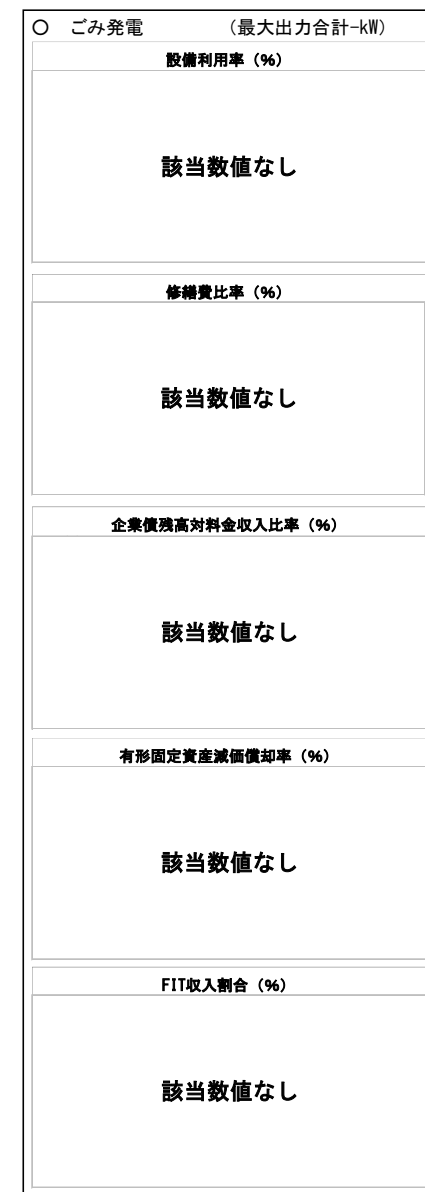 ○ ごみ発電 (最大出力合計-kW)
設備利用率（%）
該当数値なし
修繕費比率（%）
該当数値なし
企業債残高対料金収入比率（%）
該当数値なし
有形固定資産減価償却率（%）
該当数値なし
FIT収入割合（%）
該当数値なし